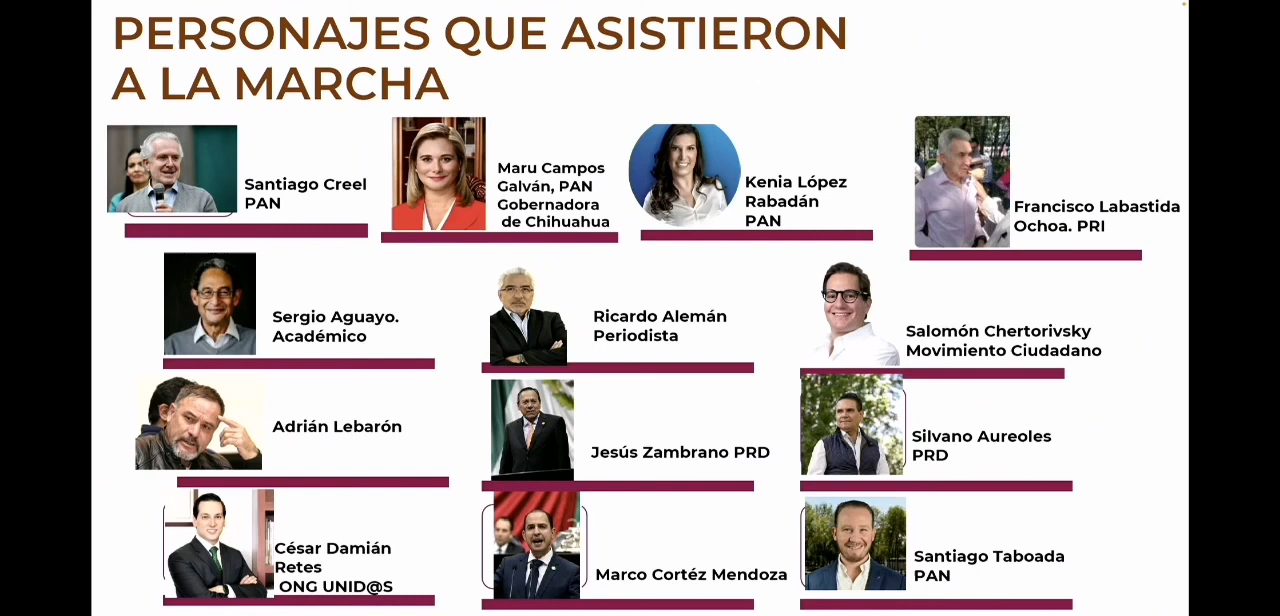 PERSONAJES QUE ASISTIERON
A LA MARCHA
Santiago Creel
PAN
Maru Campos
Galván, PAN
Gobernadora
de Chihuahua
Kenia López
Rabadán
PAN
Francisco Labastida
Ochoa. PRI
Sergio Aguayo.
Académico
Ricardo Alemán
Periodista
Salomón Chertorivsky
Movimiento Ciudadano
Adrián Lebarón
Jesús Zambrano PRD
Silvano Aureoles
PRD
César Damián
Retes
ONG UNID@S
Marco Cortéz Mendoza
Santiago Taboada
PAN